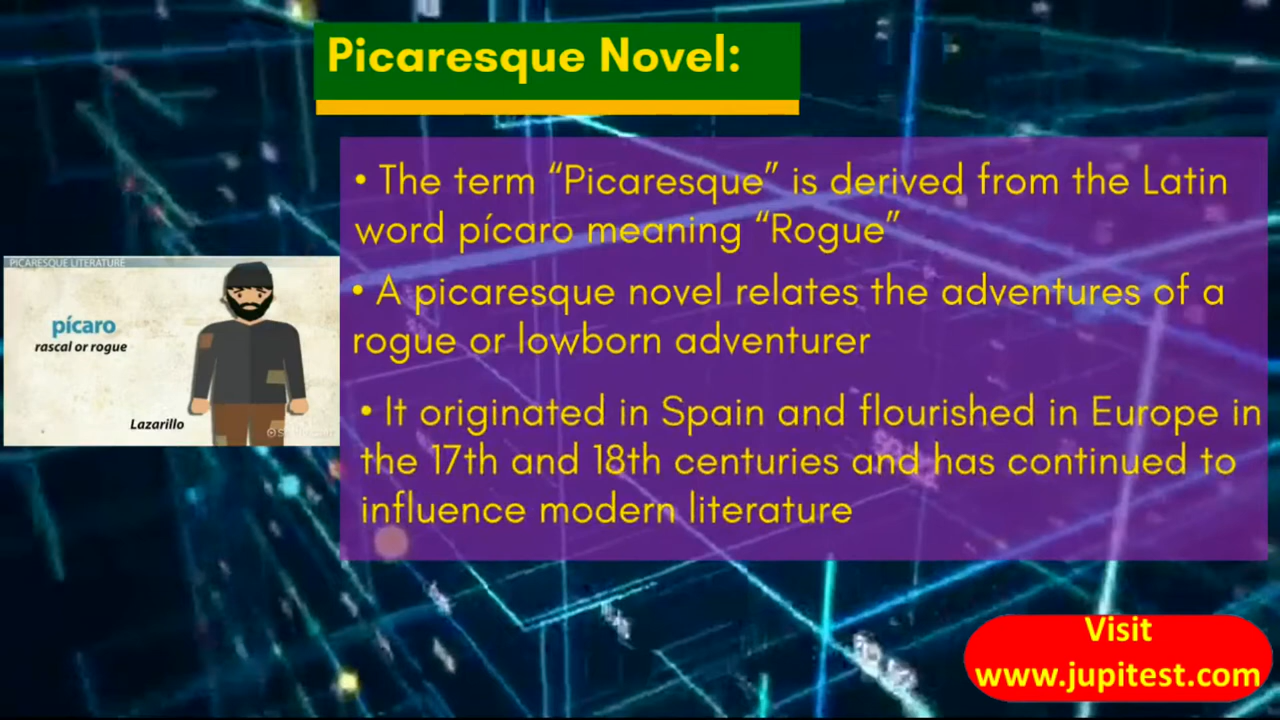 Picaresque Novel:
• The term “Picaresque” is derived from the Latin
word pícaro meaning “Rogue”
• A picaresque novel relates the adventures of a
rogue or lowborn adventurer
• It originated in Spain and flourished in Europe in
the 17th and 18th centuries and has continued to
influence modern literature
PICARESQUE LITERATURE
pícaro
rascal or rogue
Lazarillo
Visit
www.jupitest.com